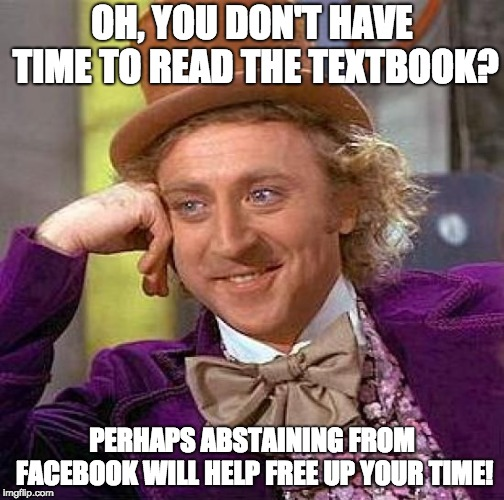 OH, YOU DON'T HAVE
TIME TO READ THE TEXTBOOK?
PERHAPS ABSTAINING FROM
FACEBOOK WILL HELP FREE UP YOUR TIME!
imgflip.com